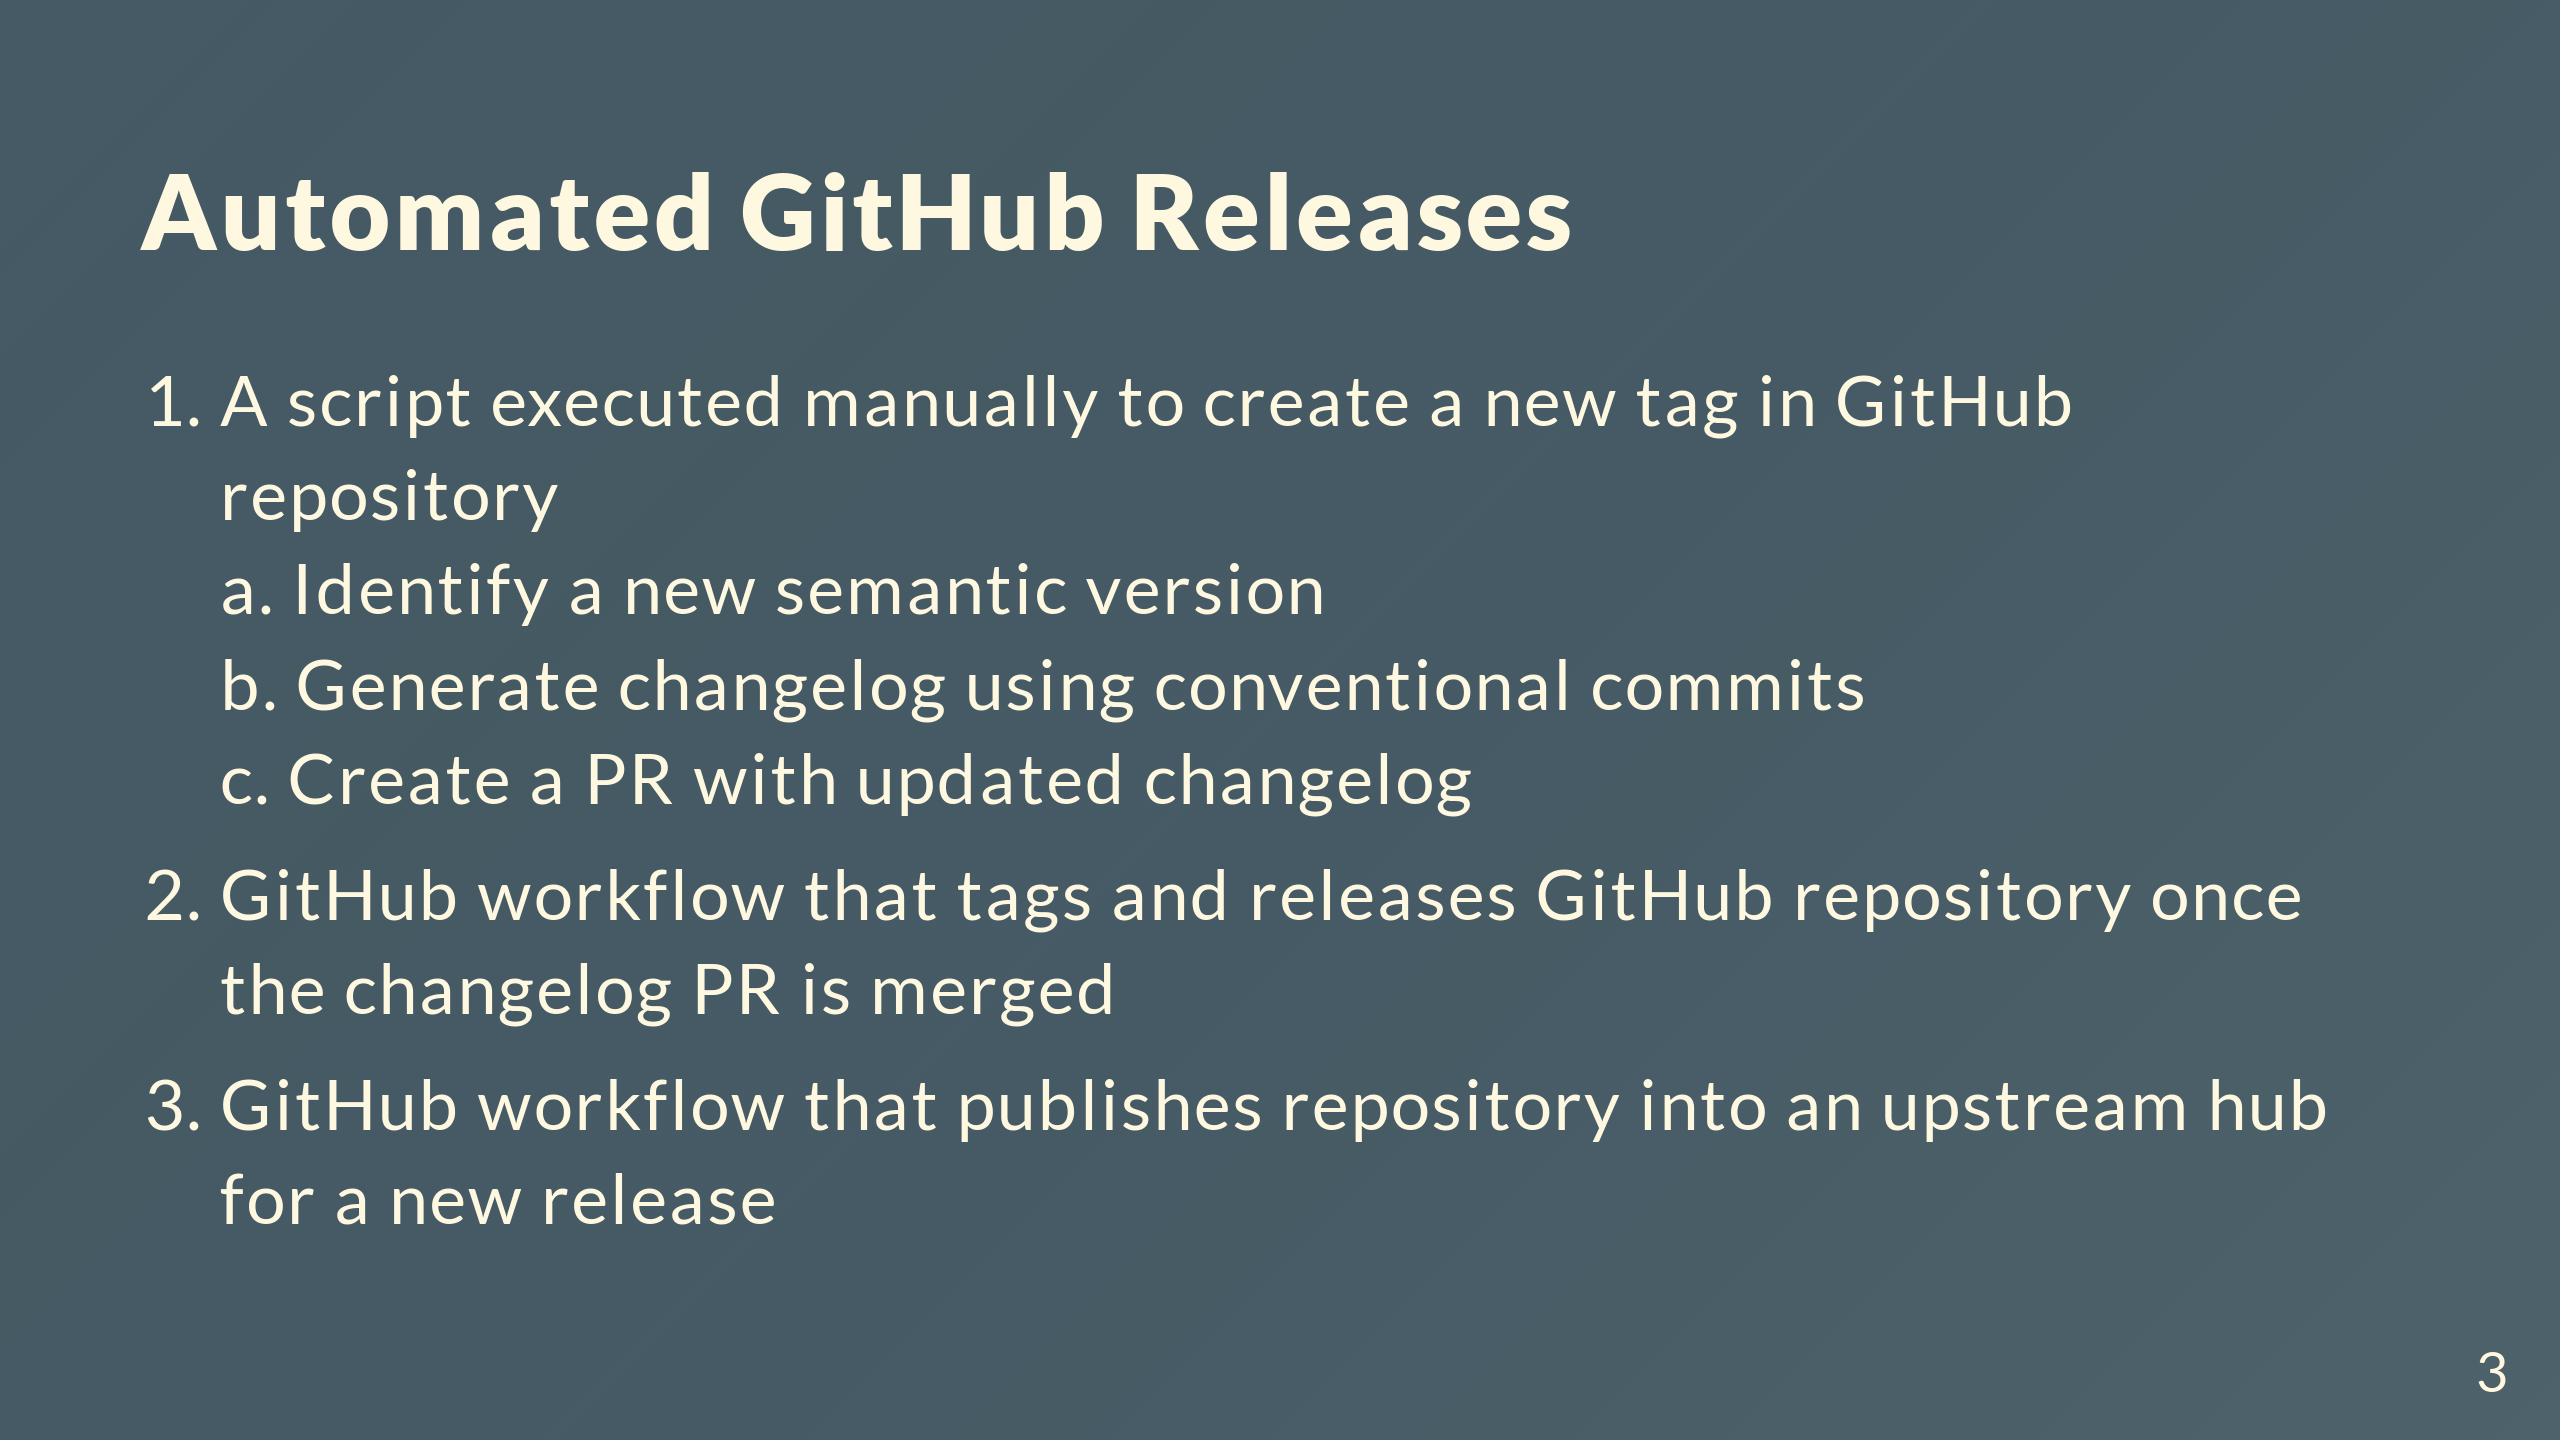 Automated GitHub Releases
1. A script executed manually to create a new tag in GitHub
repository
a. Identify a new semantic version
b. Generate changelog using conventional commits
c. Create a PR with updated changelog
2. GitHub workflow that tags and releases GitHub repository once
the changelog PR is merged
3. GitHub workflow that publishes repository into an upstream hub
for a new release
3